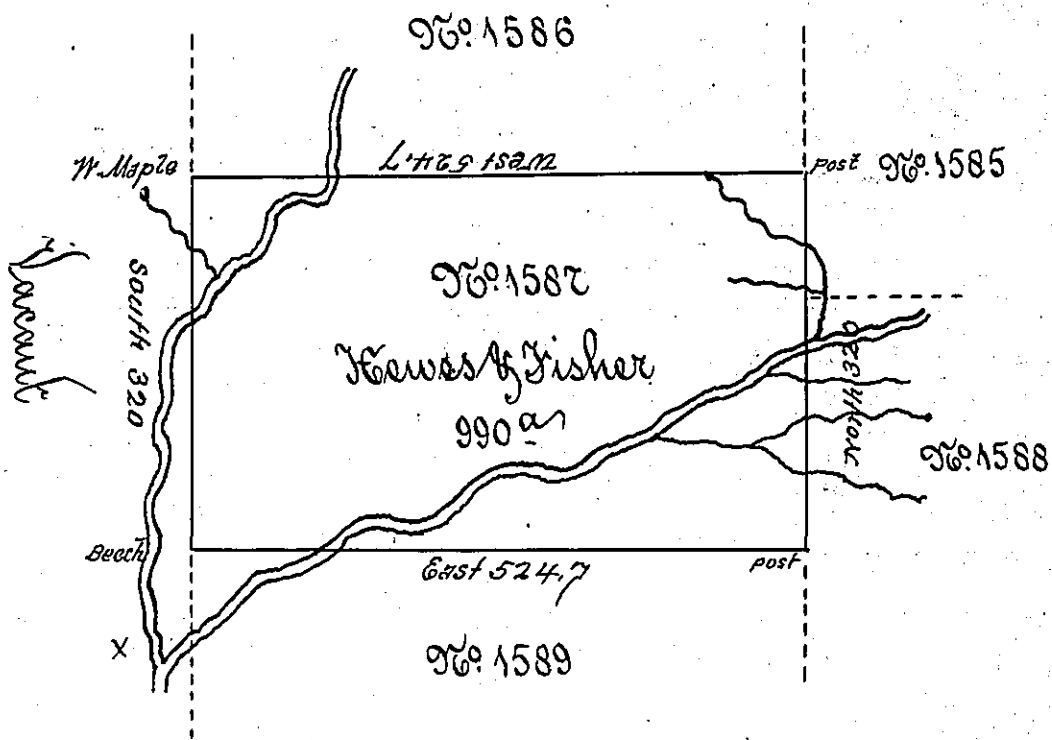 No. 1586
W. Maple
West 524.7
post
No. 1585
Vacant
South 320
No. 1587
Hewes & Fisher
990 a
North 320
No. 1588
Beech
East 524.7
post
X
No. 1589